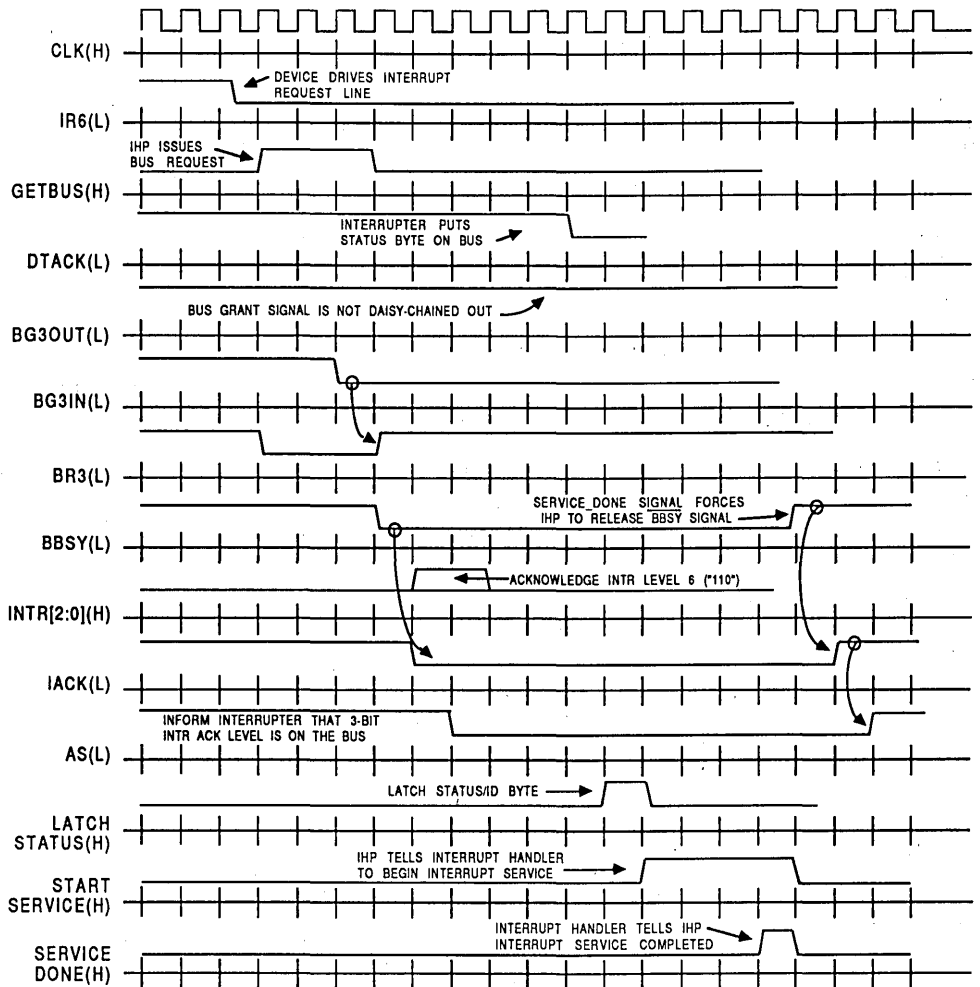 CLK(H)
DEVICE DRIVES INTERRUPT
REQUEST LINE
IR6(L)
IHP ISSUES
BUS REQUEST
GETBUS(H)
INTERRUPTER PUTS
STATUS BYTE ON BUS
DTACK(L)
BUS GRANT SIGNAL IS NOT DAISY-CHAINED OUT
BG3OUT(L)
BG3IN(L)
BR3(L)
SERVICE_DONE SIGNAL FORCES
IHP TO RELEASE BBSY SIGNAL
BBSY(L)
ACKNOWLEDGE INTR LEVEL 6 ("110")
INTR[2:0](H)
IACK(L)
INFORM INTERRUPTER THAT 3-BIT
INTR ACK LEVEL IS ON THE BUS
AS(L)
LATCH STATUS/ID BYTE
LATCH
STATUS(H)
IHP TELLS INTERRUPT HANDLER
TO BEGIN INTERRUPT SERVICE
START
SERVICE(H)
INTERRUPT HANDLER TELLS IHP
INTERRUPT SERVICE COMPLETED
SERVICE
DONE(H)